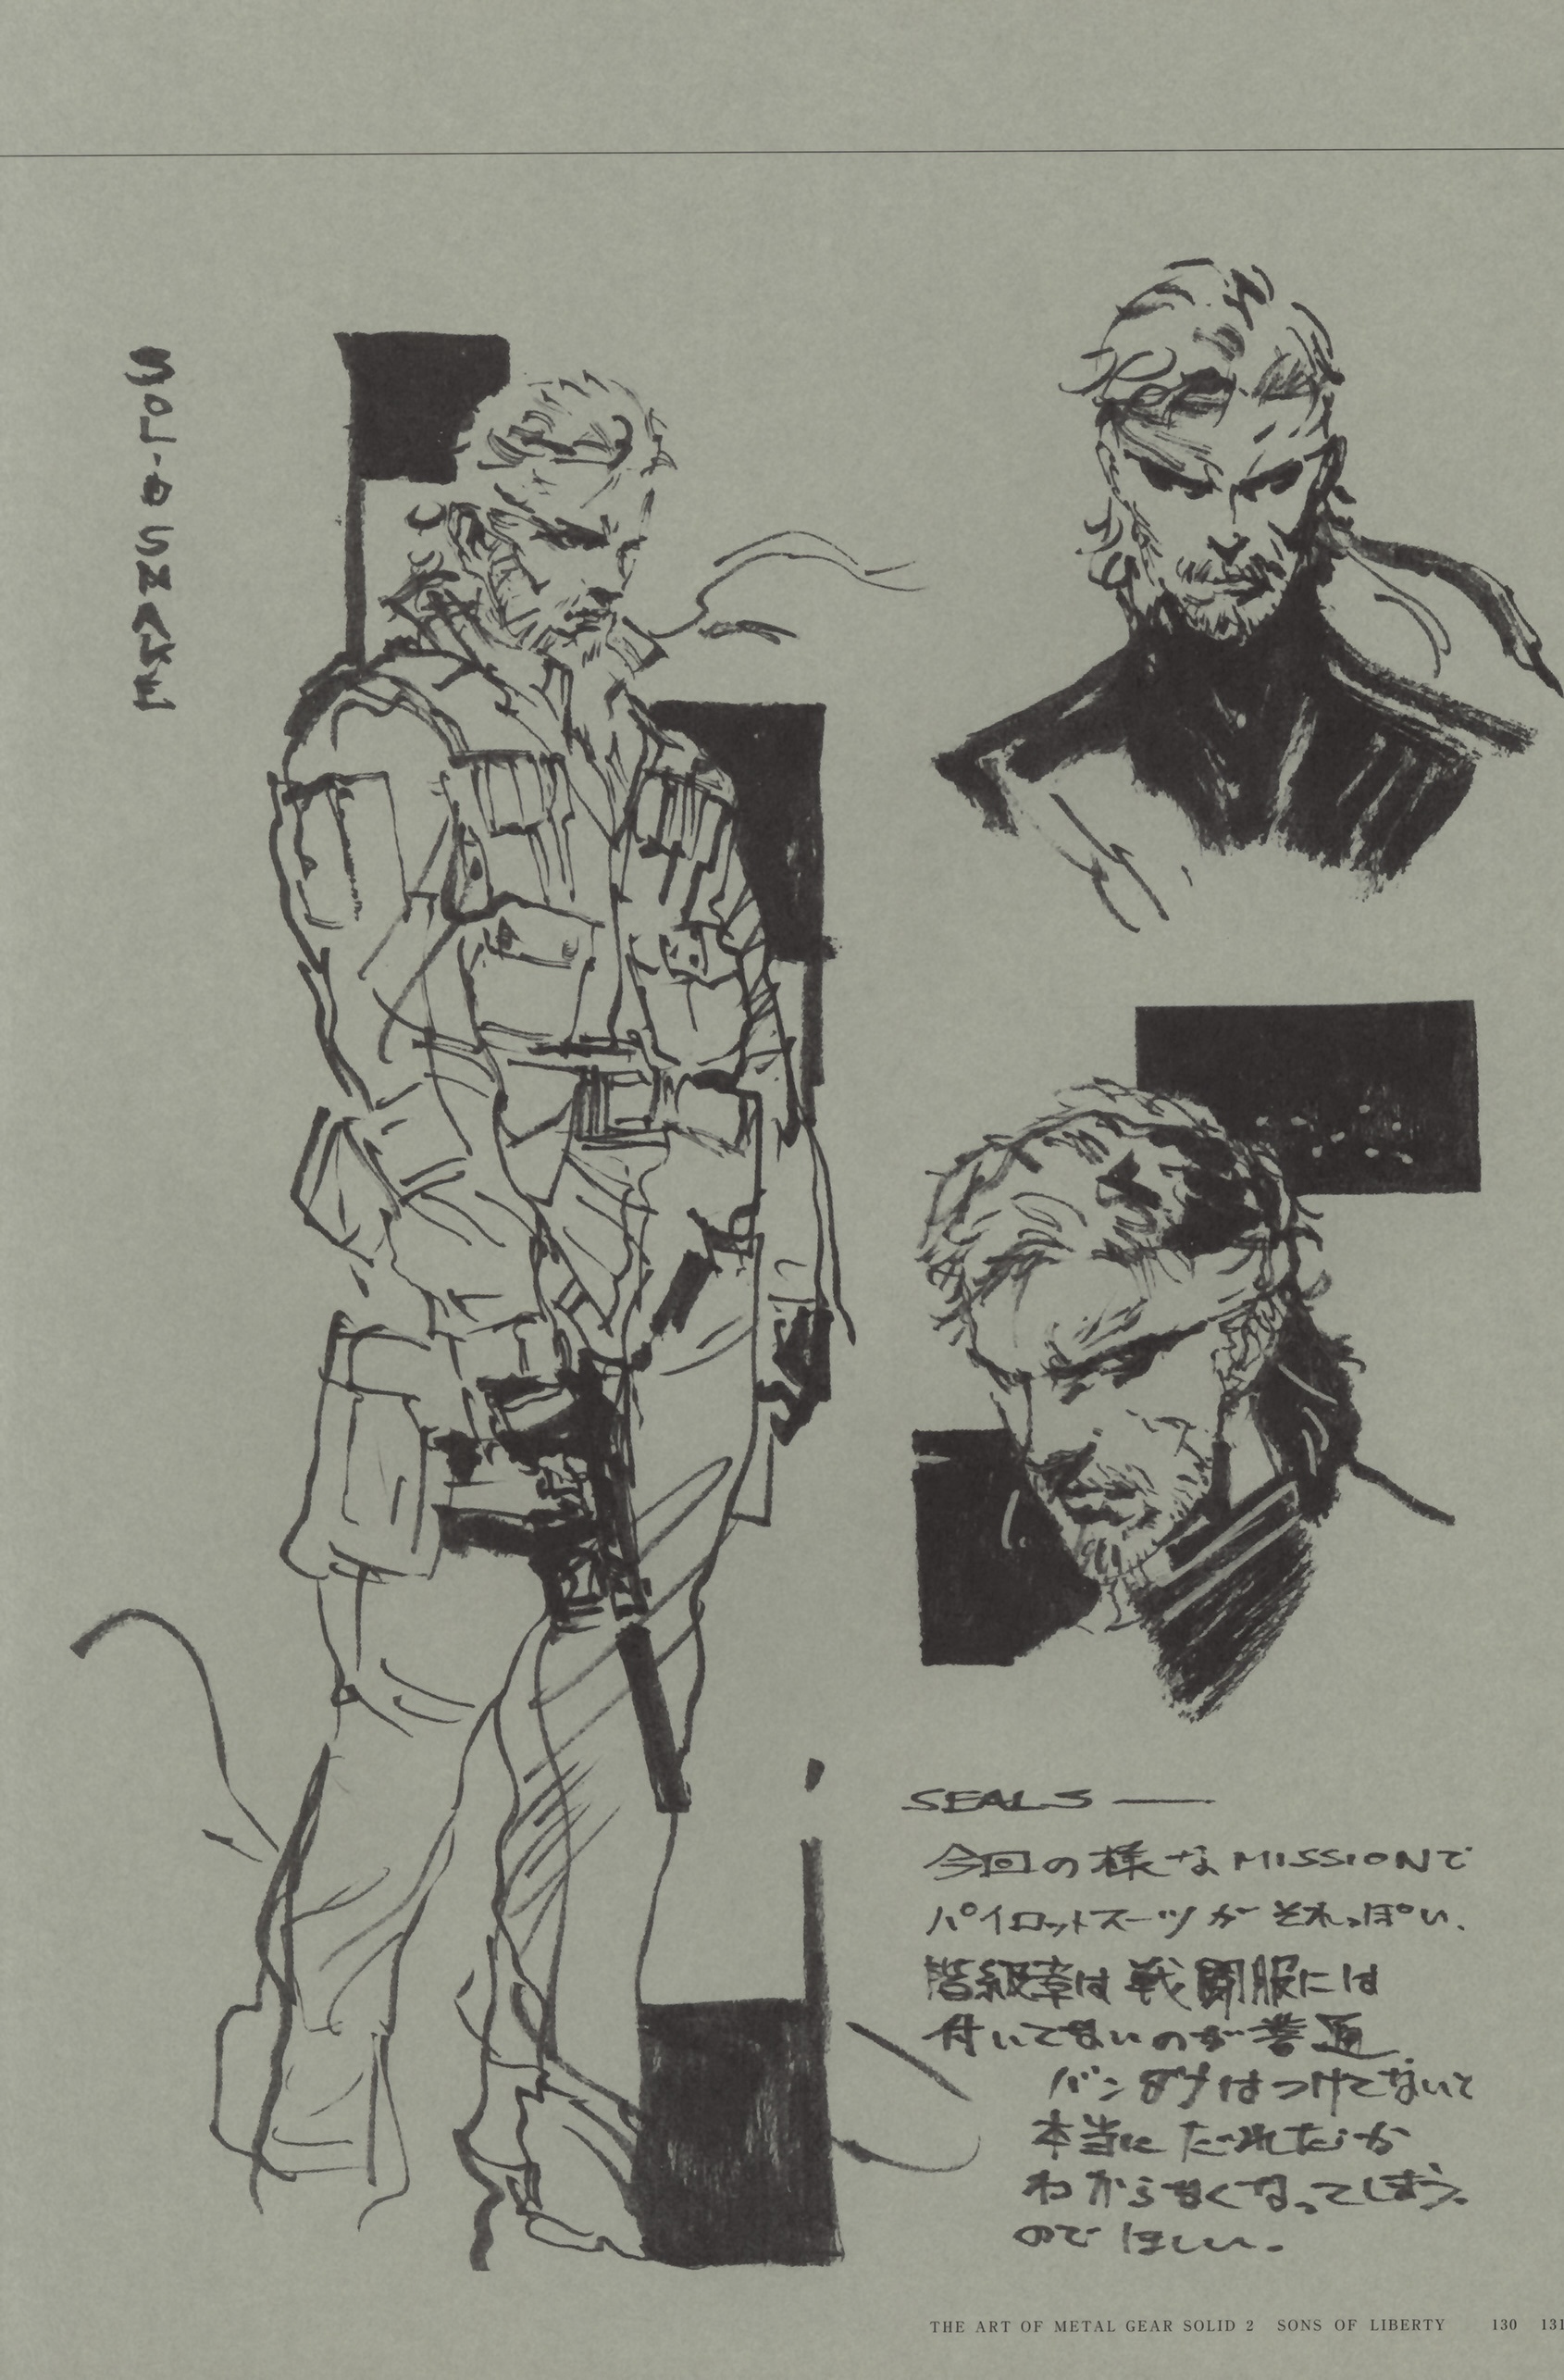 SOLID SNAKE
SEALS —
今回の様なMISSIONで
パイロットスーツがそれっぽい、
階級章は戦闘服には
付いてないのが普通
バンダナはつけてないと
本当にだれだか
わからなくなってしまう。
のでほしい。
THE ART OF METAL GEAR SOLID 2 SONS OF LIBERTY 130 131